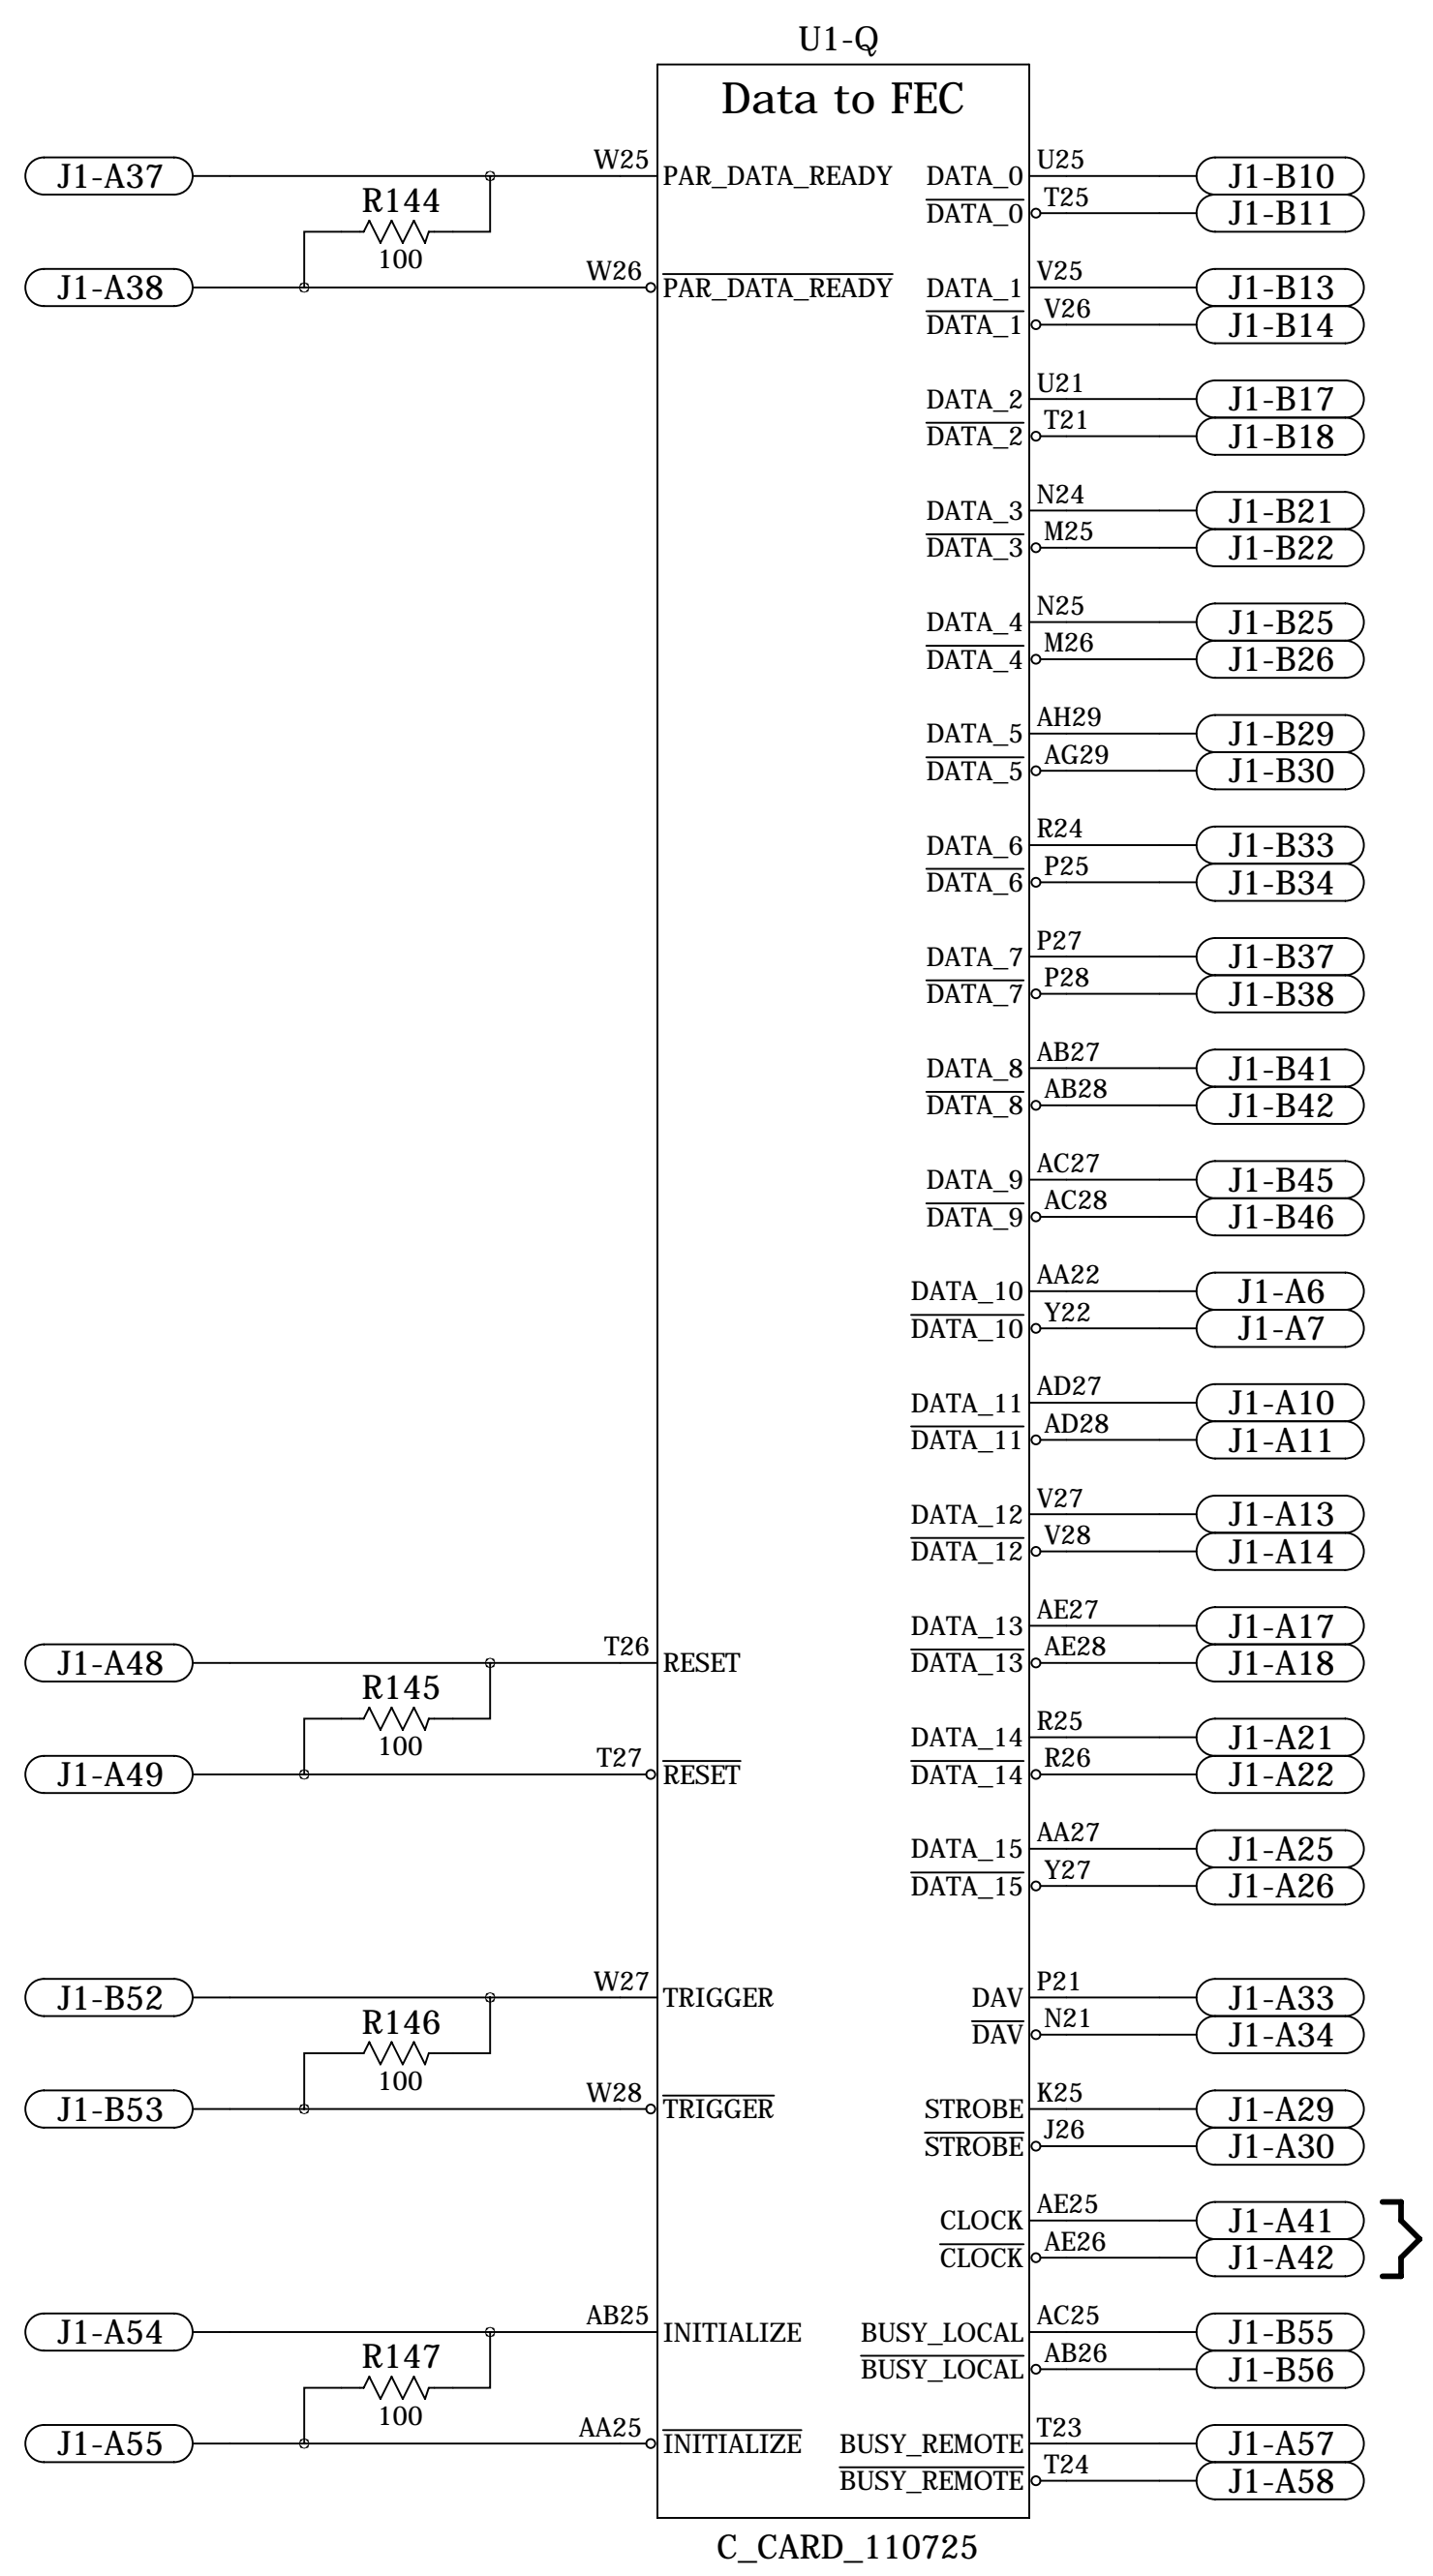 U1-Q
Data to FEC
J1-A37 W25 PAR_DATA_READY DATA_0 U25 J1-B10
R144 DATA_0 T25 J1-B11
100
J1-A38 W26 PAR_DATA_READY DATA_1 V25 J1-B13
DATA_1 V26 J1-B14
DATA_2 U21 J1-B17
DATA_2 T21 J1-B18
DATA_3 N24 J1-B21
DATA_3 M25 J1-B22
DATA_4 N25 J1-B25
DATA_4 M26 J1-B26
DATA_5 AH29 J1-B29
DATA_5 AG29 J1-B30
DATA_6 R24 J1-B33
DATA_6 P25 J1-B34
DATA_7 P27 J1-B37
DATA_7 P28 J1-B38
DATA_8 AB27 J1-B41
DATA_8 AB28 J1-B42
DATA_9 AC27 J1-B45
DATA_9 AC28 J1-B46
DATA_10 AA22 J1-A6
DATA_10 Y22 J1-A7
DATA_11 AD27 J1-A10
DATA_11 AD28 J1-A11
DATA_12 V27 J1-A13
DATA_12 V28 J1-A14
DATA_13 AE27 J1-A17
J1-A48 T26 RESET DATA_13 AE28 J1-A18
R145
100 DATA_14 R25 J1-A21
J1-A49 T27 RESET DATA_14 R26 J1-A22
DATA_15 AA27 J1-A25
DATA_15 Y27 J1-A26
J1-B52 W27 TRIGGER DAV P21 J1-A33
R146 DAV N21 J1-A34
100
J1-B53 W28 TRIGGER STROBE K25 J1-A29
STROBE J26 J1-A30
CLOCK AE25 J1-A41
CLOCK AE26 J1-A42
J1-A54 AB25 INITIALIZE BUSY_LOCAL AC25 J1-B55
R147 BUSY_LOCAL AB26 J1-B56
100
J1-A55 AA25 INITIALIZE BUSY_REMOTE T23 J1-A57
BUSY_REMOTE T24 J1-A58
C_CARD_110725